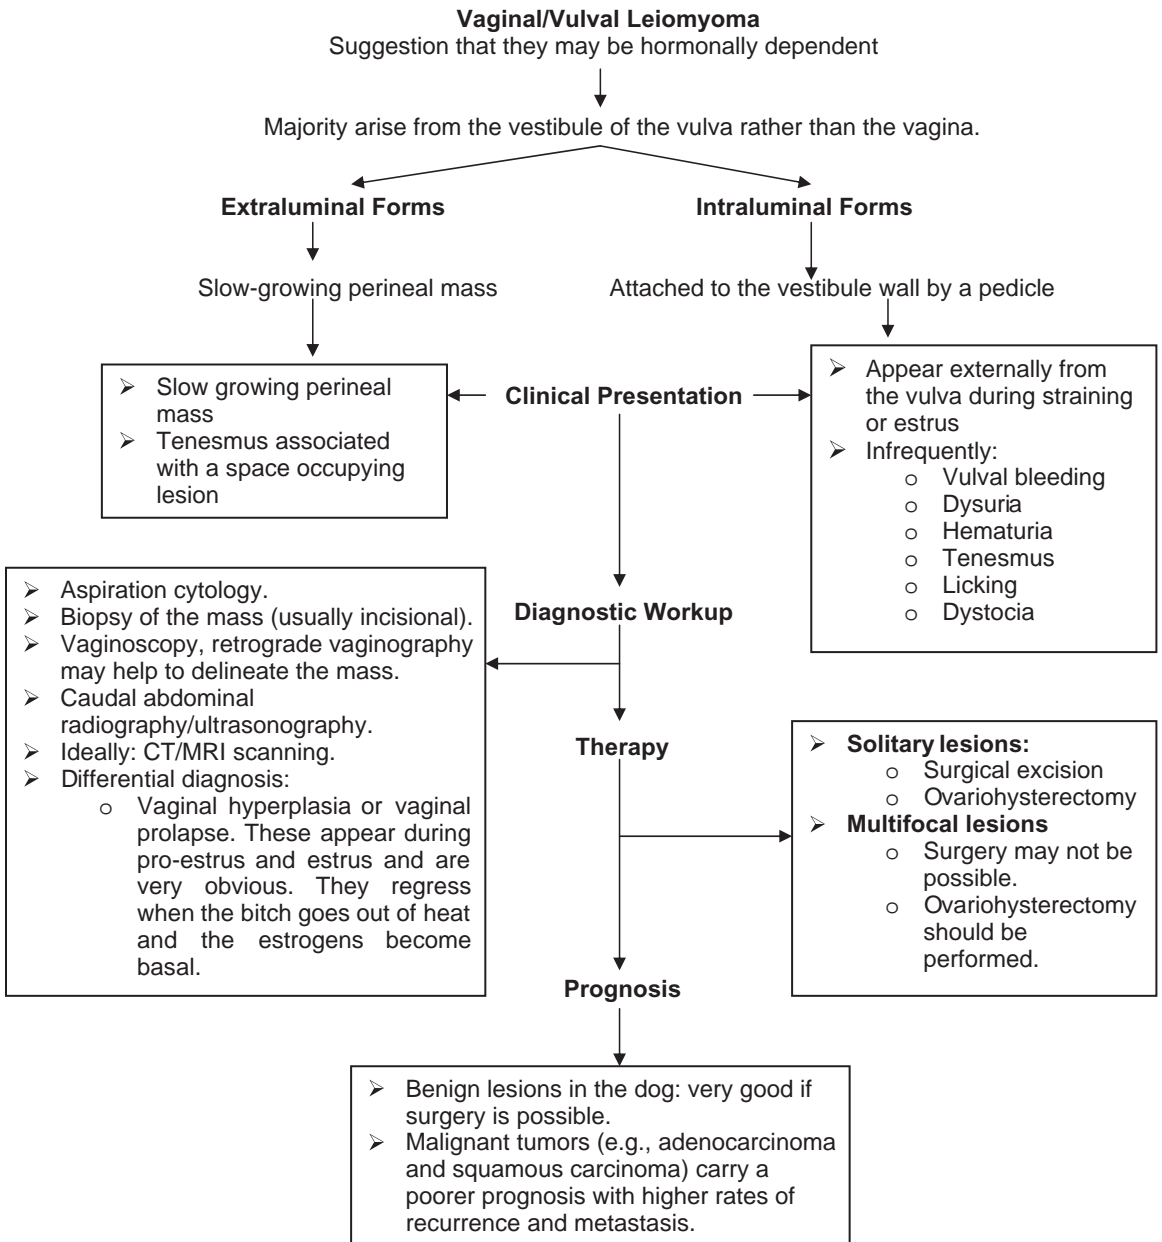 Vaginal/Vulval Leiomyoma
Suggestion that they may be hormonally dependent
Majority arise from the vestibule of the vulva rather than the vagina.
Extraluminal Forms
Intraluminal Forms
Slow-growing perineal mass
Attached to the vestibule wall by a pedicle
➢ Slow growing perineal
mass
➢ Tenesmus associated
with a space occupying
lesion
Clinical Presentation
➢ Appear externally from
the vulva during straining
or estrus
➢ Infrequently:
o Vulval bleeding
o Dysuria
o Hematuria
o Tenesmus
o Licking
o Dystocia
Diagnostic Workup
➢ Aspiration cytology.
➢ Biopsy of the mass (usually incisional).
➢ Vaginoscopy, retrograde vaginography
may help to delineate the mass.
➢ Caudal abdominal
radiography/ultrasonography.
➢ Ideally: CT/MRI scanning.
➢ Differential diagnosis:
o Vaginal hyperplasia or vaginal
prolapse. These appear during
pro-estrus and estrus and are
very obvious. They regress
when the bitch goes out of heat
and the estrogens become
basal.
Therapy
➢ Solitary lesions:
o Surgical excision
o Ovariohysterectomy
➢ Multifocal lesions
o Surgery may not be
possible.
o Ovariohysterectomy
should be
performed.
Prognosis
➢ Benign lesions in the dog: very good if
surgery is possible.
➢ Malignant tumors (e.g., adenocarcinoma
and squamous carcinoma) carry a
poorer prognosis with higher rates of
recurrence and metastasis.